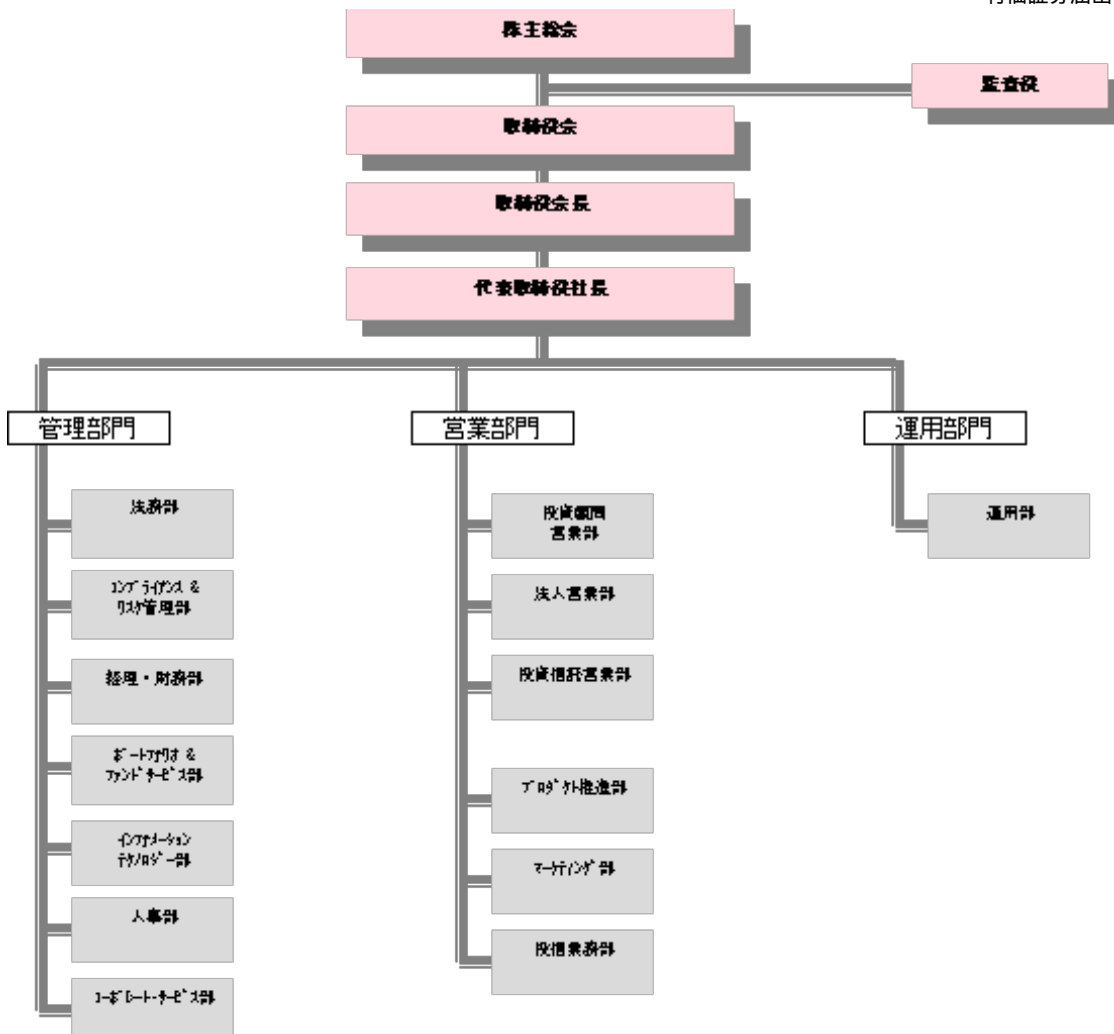 有価証券届出
株主総会
監査役
取締役会
取締役会長
代表取締役社長
管理部門
営業部門
運用部門
法務部
ｺﾝﾌﾟﾗｲｱﾝｽ &
ﾘｽｸ管理部
経理・財務部
ﾎﾟｰﾄﾌｫﾘｵ &
ﾌｧﾝﾄﾞｻｰﾋﾞｽ部
ｲﾝﾌｫﾒｰｼｮﾝ
ﾃｸﾉﾛｼﾞｰ部
人事部
ｺｰﾎﾟﾚｰﾄ･ｻｰﾋﾞｽ部
投資顧問
営業部
法人営業部
投資信託営業部
ﾌﾟﾛﾀﾞｸﾄ推進部
ﾏｰｹﾃｨﾝｸﾞ部
投信業務部
運用部